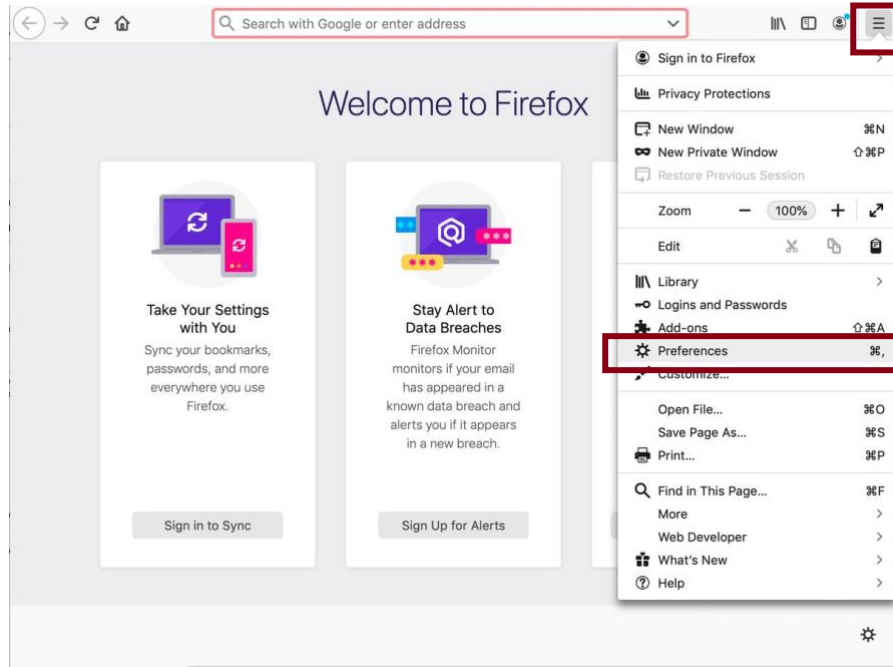 Search with Google or enter address
Welcome to Firefox
Take Your Settings
with You
Sync your bookmarks,
passwords, and more
everywhere you use
Firefox.
Sign in to Sync
***
***
Stay Alert to
Data Breaches
Firefox Monitor
monitors if your email
has appeared in a
known data breach and
alerts you if it appears
in a new breach.
Sign Up for Alerts
Sign in to Firefox
Privacy Protections
New Window ⌘N
New Private Window ⇧⌘P
Restore Previous Session
Zoom − 100% +
Edit
Library
Logins and Passwords
Add-ons ⇧⌘A
Preferences ⌘,
Customize...
Open File... ⌘O
Save Page As... ⌘S
Print... ⌘P
Find in This Page... ⌘F
More
Web Developer
What's New
Help